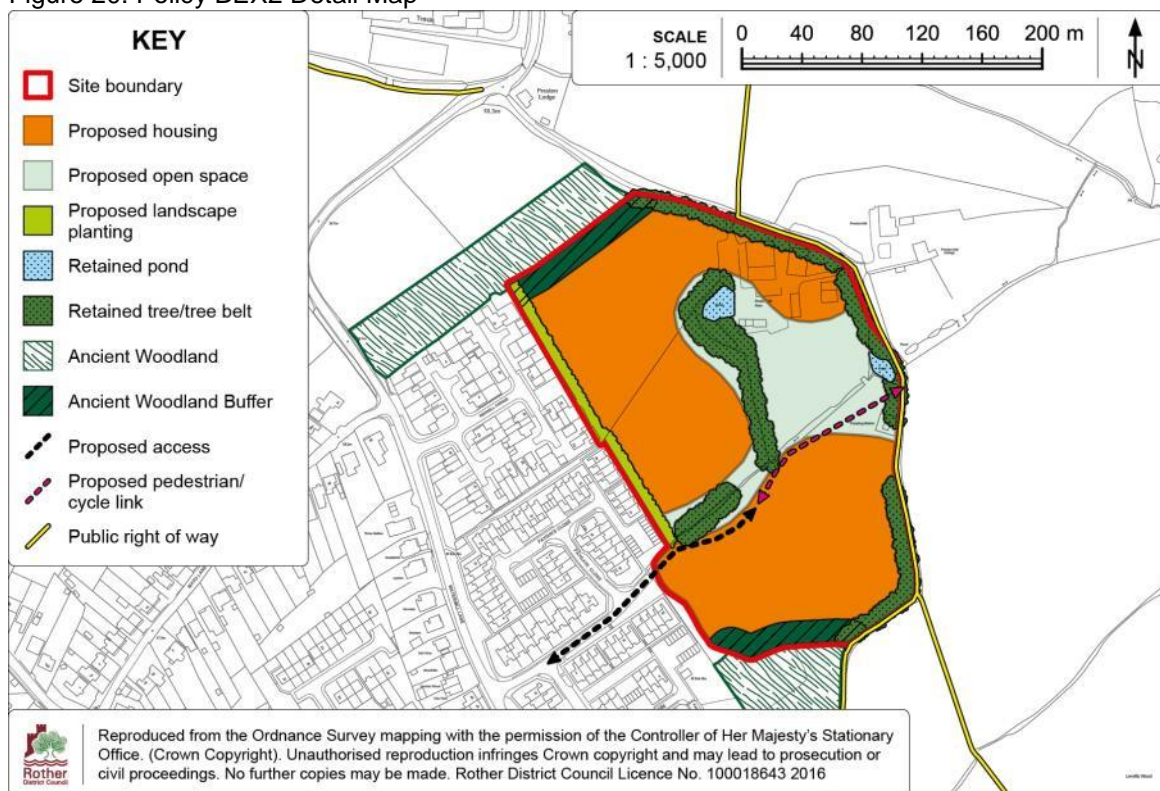 Figure 20: Policy BEX2 Detail Map
KEY
Site boundary
Proposed housing
Proposed open space
Proposed landscape
planting
Retained pond
Retained tree/tree belt
Ancient Woodland
Ancient Woodland Buffer
Proposed access
Proposed pedestrian/
cycle link
Public right of way
SCALE
1 : 5,000
0 40 80 120 160 200 m
N
Preston
Lodge
Pond
Rother
District Council
Reproduced from the Ordnance Survey mapping with the permission of the Controller of Her Majesty's Stationary
Office. (Crown Copyright). Unauthorised reproduction infringes Crown copyright and may lead to prosecution or
civil proceedings. No further copies may be made. Rother District Council Licence No. 100018643 2016